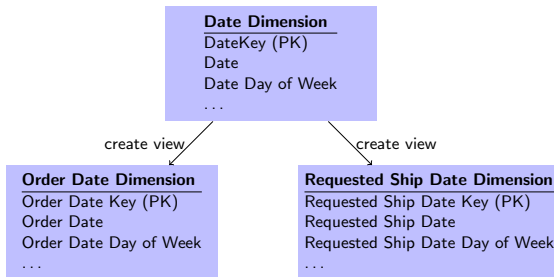 Date Dimension
DateKey (PK)
Date
Date Day of Week
...
create view
create view
Order Date Dimension
Order Date Key (PK)
Order Date
Order Date Day of Week
...
Requested Ship Date Dimension
Requested Ship Date Key (PK)
Requested Ship Date
Requested Ship Date Day of Week
...